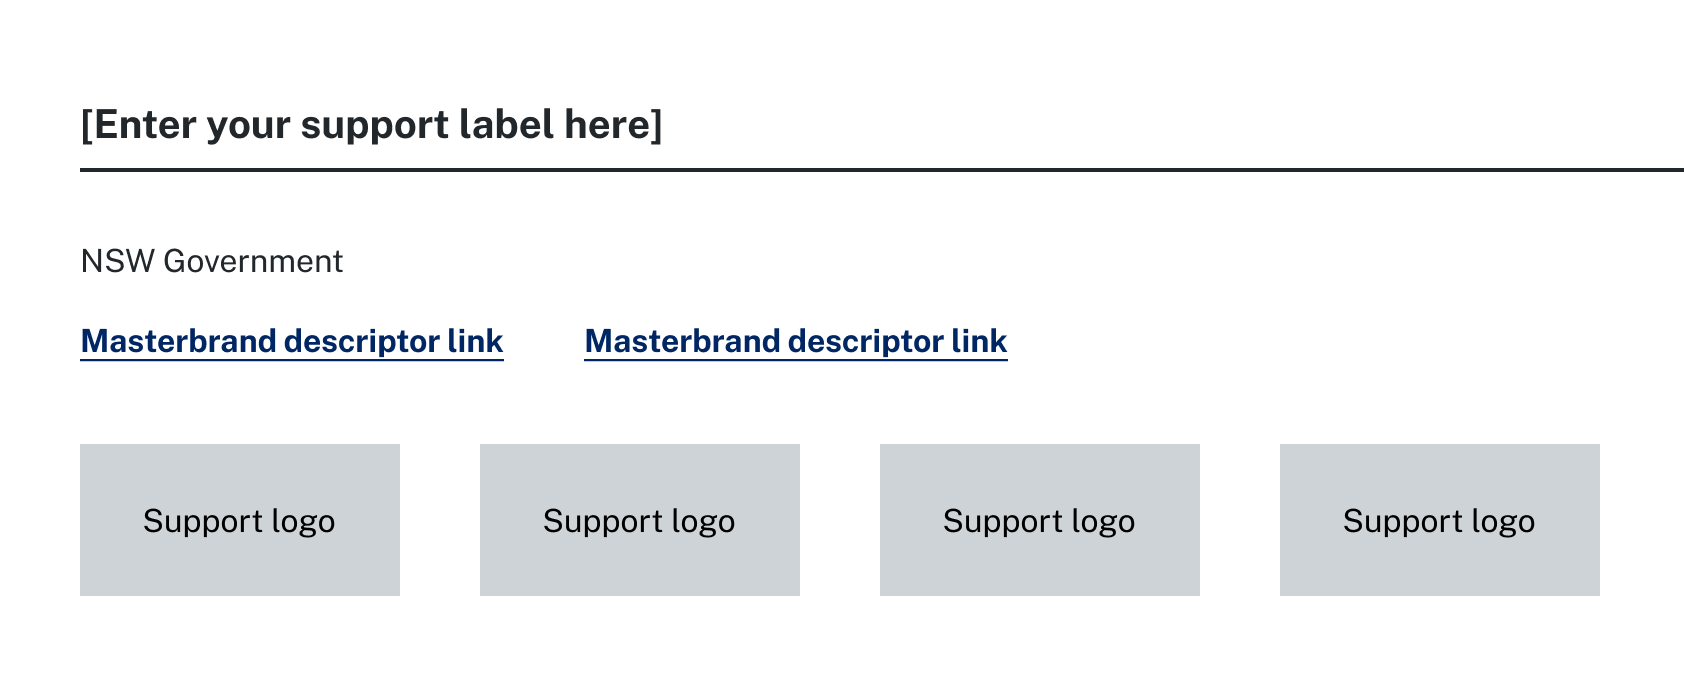 [Enter your support label here]
NSW Government
Masterbrand descriptor link Masterbrand descriptor link
Support logo Support logo Support logo Support logo